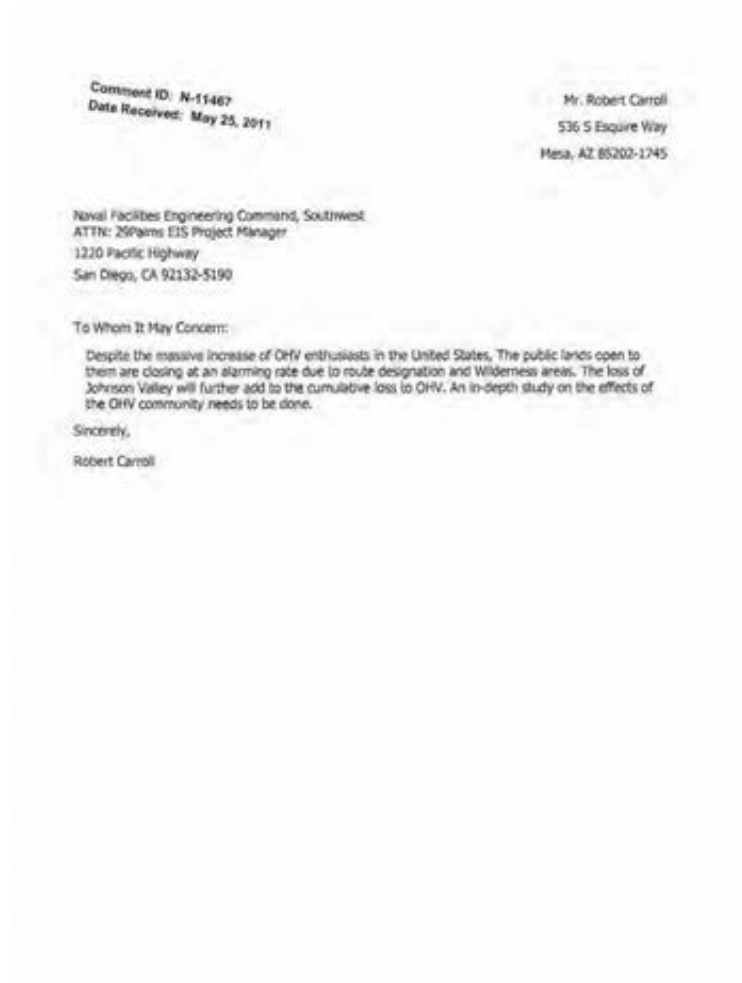 Comment ID: N-11467
Date Received: May 25, 2011
Mr. Robert Carroll
536 S Esquire Way
Mesa, AZ 85202-1745
Naval Facilities Engineering Command, Southwest
ATTN: 29Palms EIS Project Manager
1220 Pacific Highway
San Diego, CA 92132-5190
To Whom It May Concern:
Despite the massive increase of OHV enthusiasts in the United States, The public lands open to
them are closing at an alarming rate due to route designation and Wilderness areas. The loss of
Johnson Valley will further add to the cumulative loss to OHV. An in-depth study on the effects of
the OHV community needs to be done.
Sincerely,
Robert Carroll